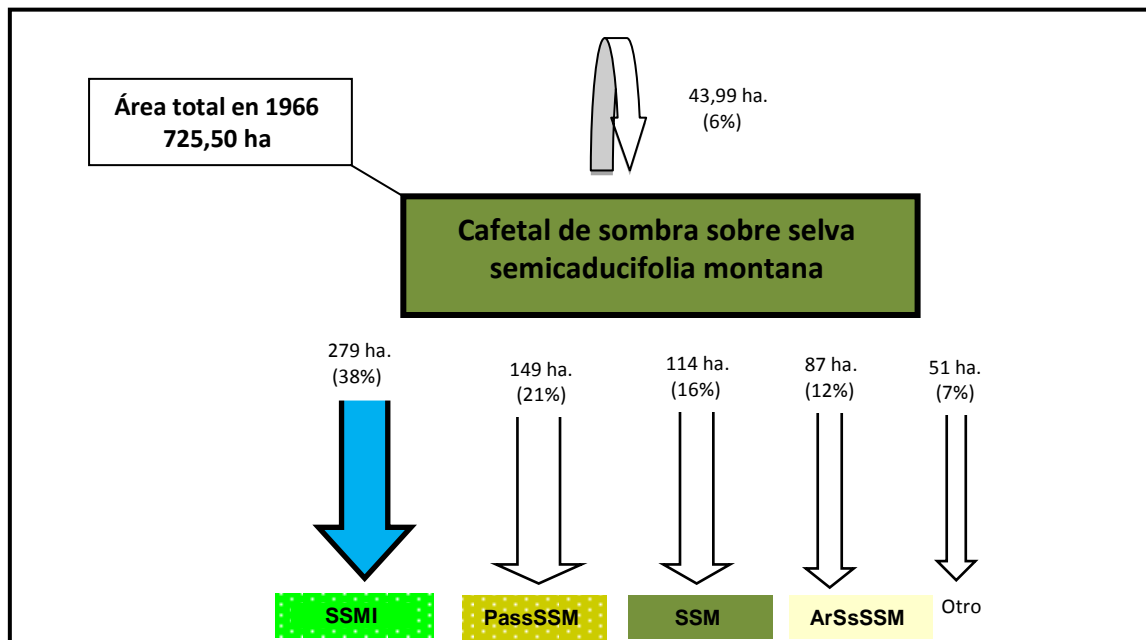 Área total en 1966
725,50 ha
43,99 ha.
(6%)
Cafetal de sombra sobre selva
semicaducifolia montana
279 ha.
(38%)
149 ha.
(21%)
114 ha.
(16%)
87 ha.
(12%)
51 ha.
(7%)
SSMI
PassSSM
SSM
ArSsSSM
Otro